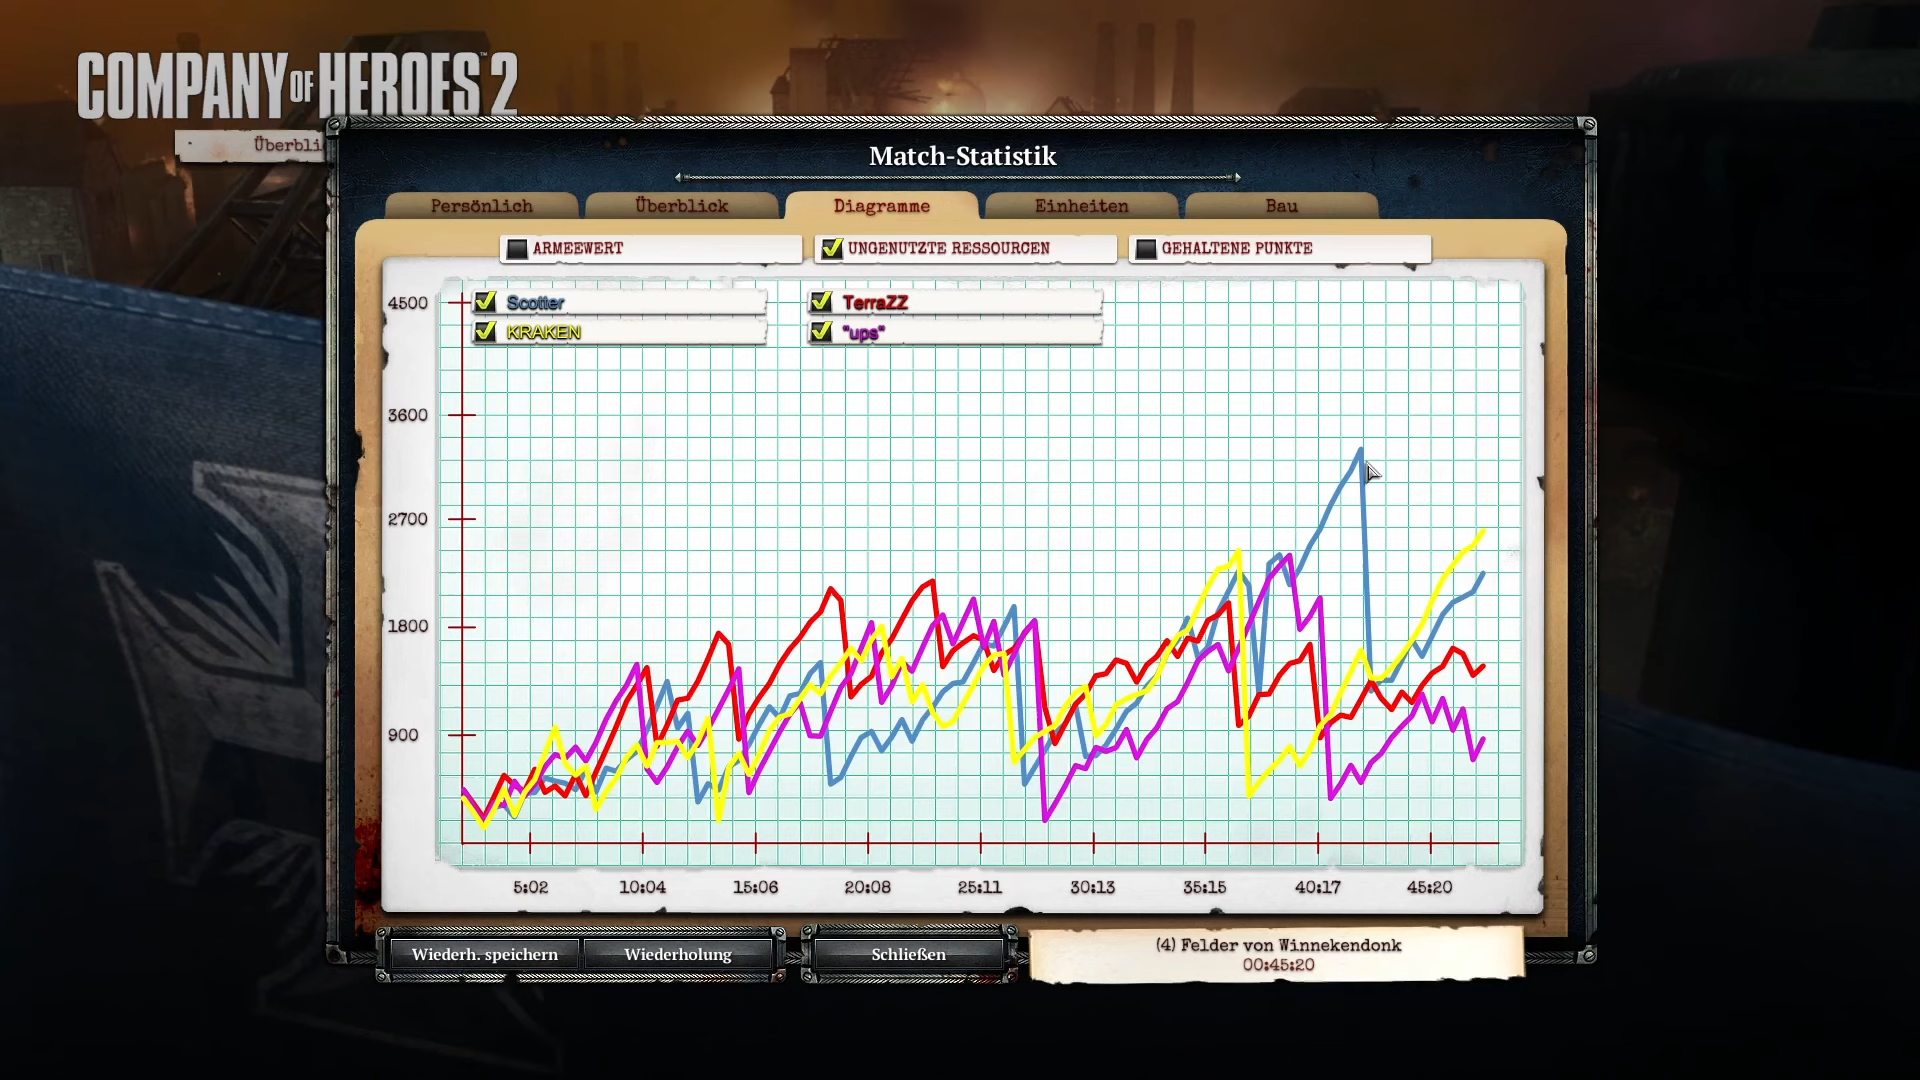 COMPANY OF HEROES™ 2
Überbli
Match-Statistik
Persönlich
Überblick
Diagramme
Einheiten
Bau
ARMEEWERT
UNGENUTZTE RESSOURCEN
GEHALTENE PUNKTE
Scotter
TerraZZ
KRAKEN
"ups"
4500
3600
2700
1800
900
5:02
10:04
15:06
20:08
25:11
30:13
35:15
40:17
45:20
Wiederh. speichern
Wiederholung
Schließen
(4) Felder von Winnekendonk
00:45:20